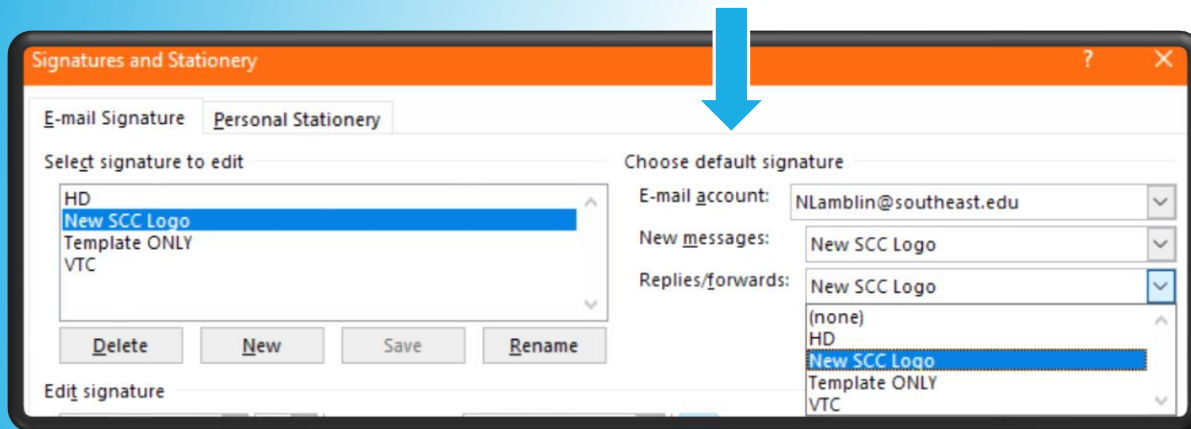 Signatures and Stationery ? ×
E-mail Signature Personal Stationery
Select signature to edit
HD
New SCC Logo
Template ONLY
VTC
Delete New Save Rename
Edit signature
Choose default signature
E-mail account: NLamblin@southeast.edu
New messages: New SCC Logo
Replies/forwards: New SCC Logo
(none)
HD
New SCC Logo
Template ONLY
VTC